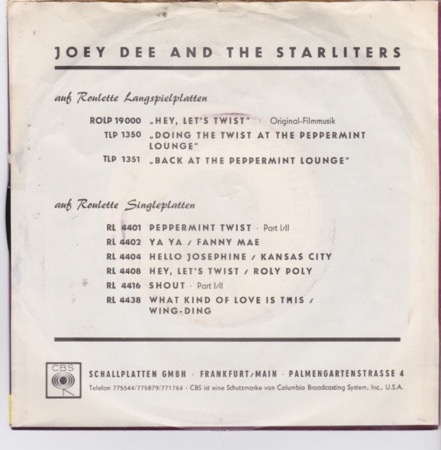 JOEY DEE AND THE STARLITERS
auf Roulette Langspielplatten
ROLP 19000 „HEY, LET'S TWIST" · Original-Filmmusik
TLP 1350 „DOING THE TWIST AT THE PEPPERMINT
LOUNGE"
TLP 1351 „BACK AT THE PEPPERMINT LOUNGE"
auf Roulette Singleplatten
RL 4401 PEPPERMINT TWIST · Part I/II
RL 4402 YA YA / FANNY MAE
RL 4404 HELLO JOSEPHINE / KANSAS CITY
RL 4408 HEY, LET'S TWIST / ROLY POLY
RL 4416 SHOUT · Part I/II
RL 4438 WHAT KIND OF LOVE IS THIS /
WING-DING
CBS
SCHALLPLATTEN GMBH · FRANKFURT/MAIN · PALMENGARTENSTRASSE 4
Telefon 775544/775879/771764 · CBS ist eine Schutzmarke von Columbia Broadcasting System, Inc., U.S.A.